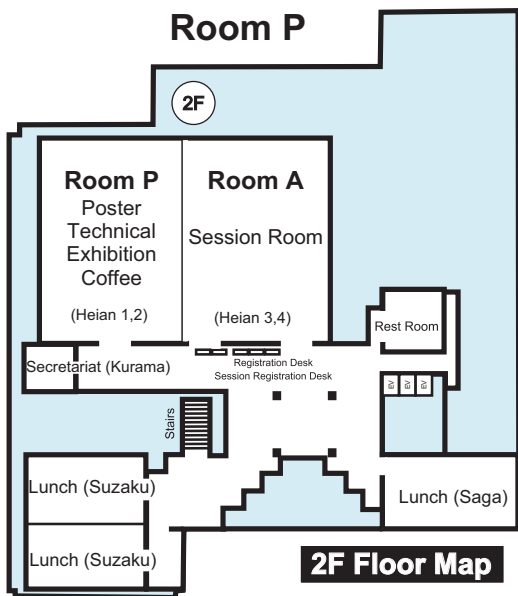 Room P
2F
Room P
Poster
Technical
Exhibition
Coffee
(Heian 1,2)
Room A
Session Room
(Heian 3,4)
Rest Room
Secretariat (Kurama)
Registration Desk
Session Registration Desk
EV
EV
EV
Stairs
Lunch (Suzaku)
Lunch (Saga)
Lunch (Suzaku)
2F Floor Map